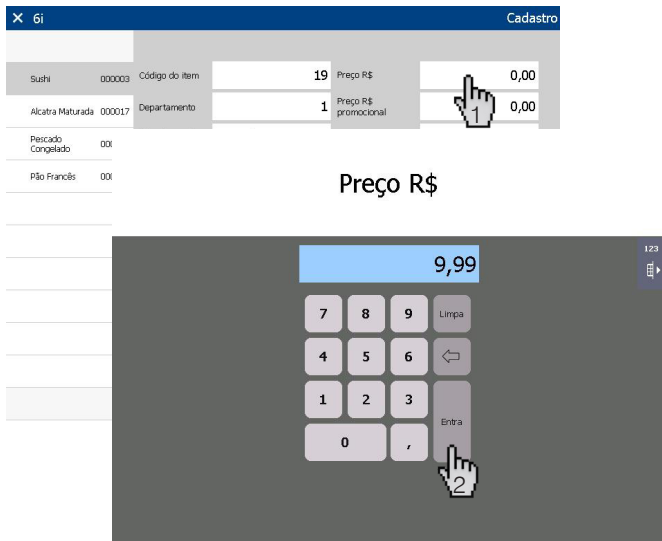 ✕ 6i Cadastro
Sushi 000003 Código do item 19 Preço R$ 0,00
Alcatra Maturada 000017 Departamento 1 Preço R$ promocional 0,00
1
Pescado
Congelado 00
Pão Francês 00
Preço R$
9,99
123
7 8 9 Limpa
4 5 6
1 2 3
Entra
0 ,
2